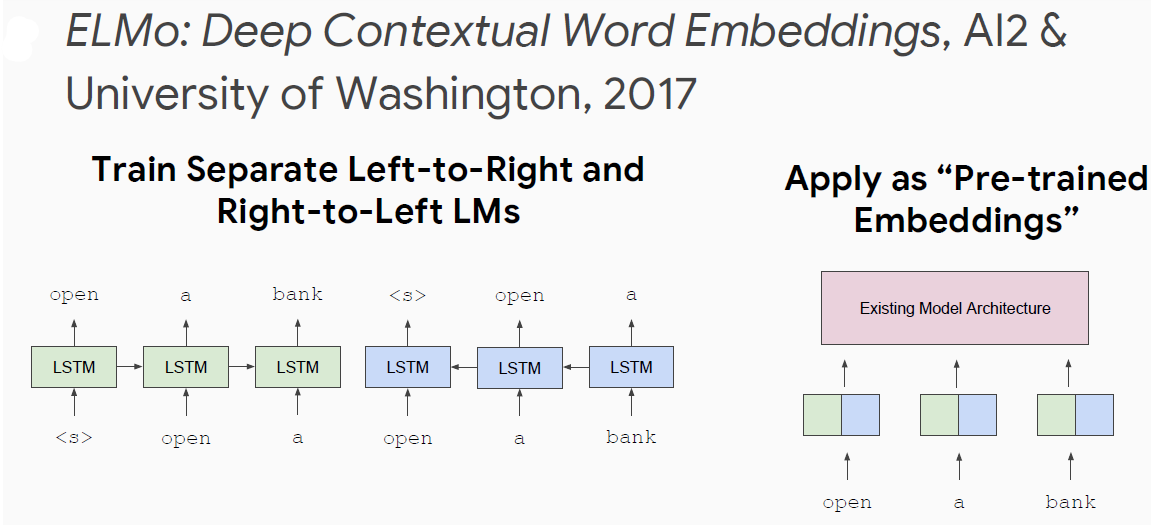 ELMo: Deep Contextual Word Embeddings, AI2 &
University of Washington, 2017
Train Separate Left-to-Right and
Right-to-Left LMs
open a bank <s> open a
LSTM LSTM LSTM LSTM LSTM LSTM
<s> open a open a bank
Apply as “Pre-trained
Embeddings”
Existing Model Architecture
open a bank